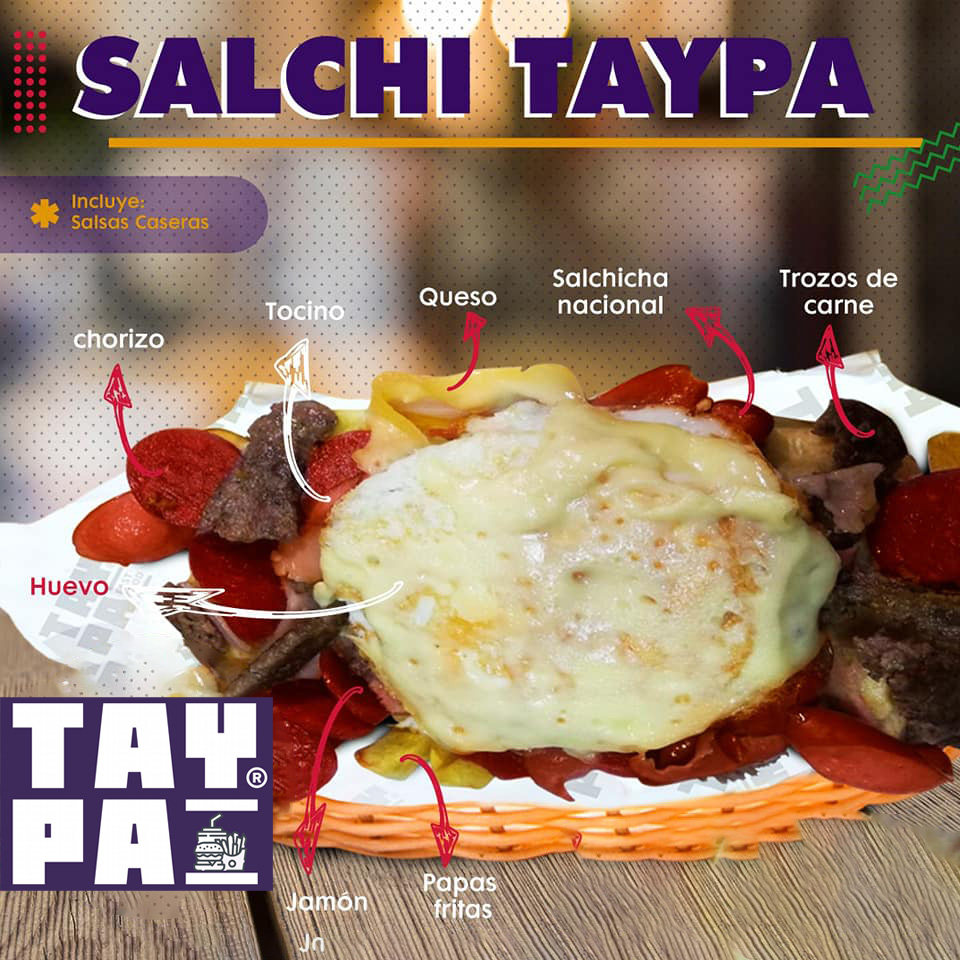 SALCHI TAYPA
Incluye:
Salsas Caseras
chorizo
Tocino
Queso
Salchicha
nacional
Trozos de
carne
Huevo
TAY®
PA
Jamón
Jn
Papas
fritas